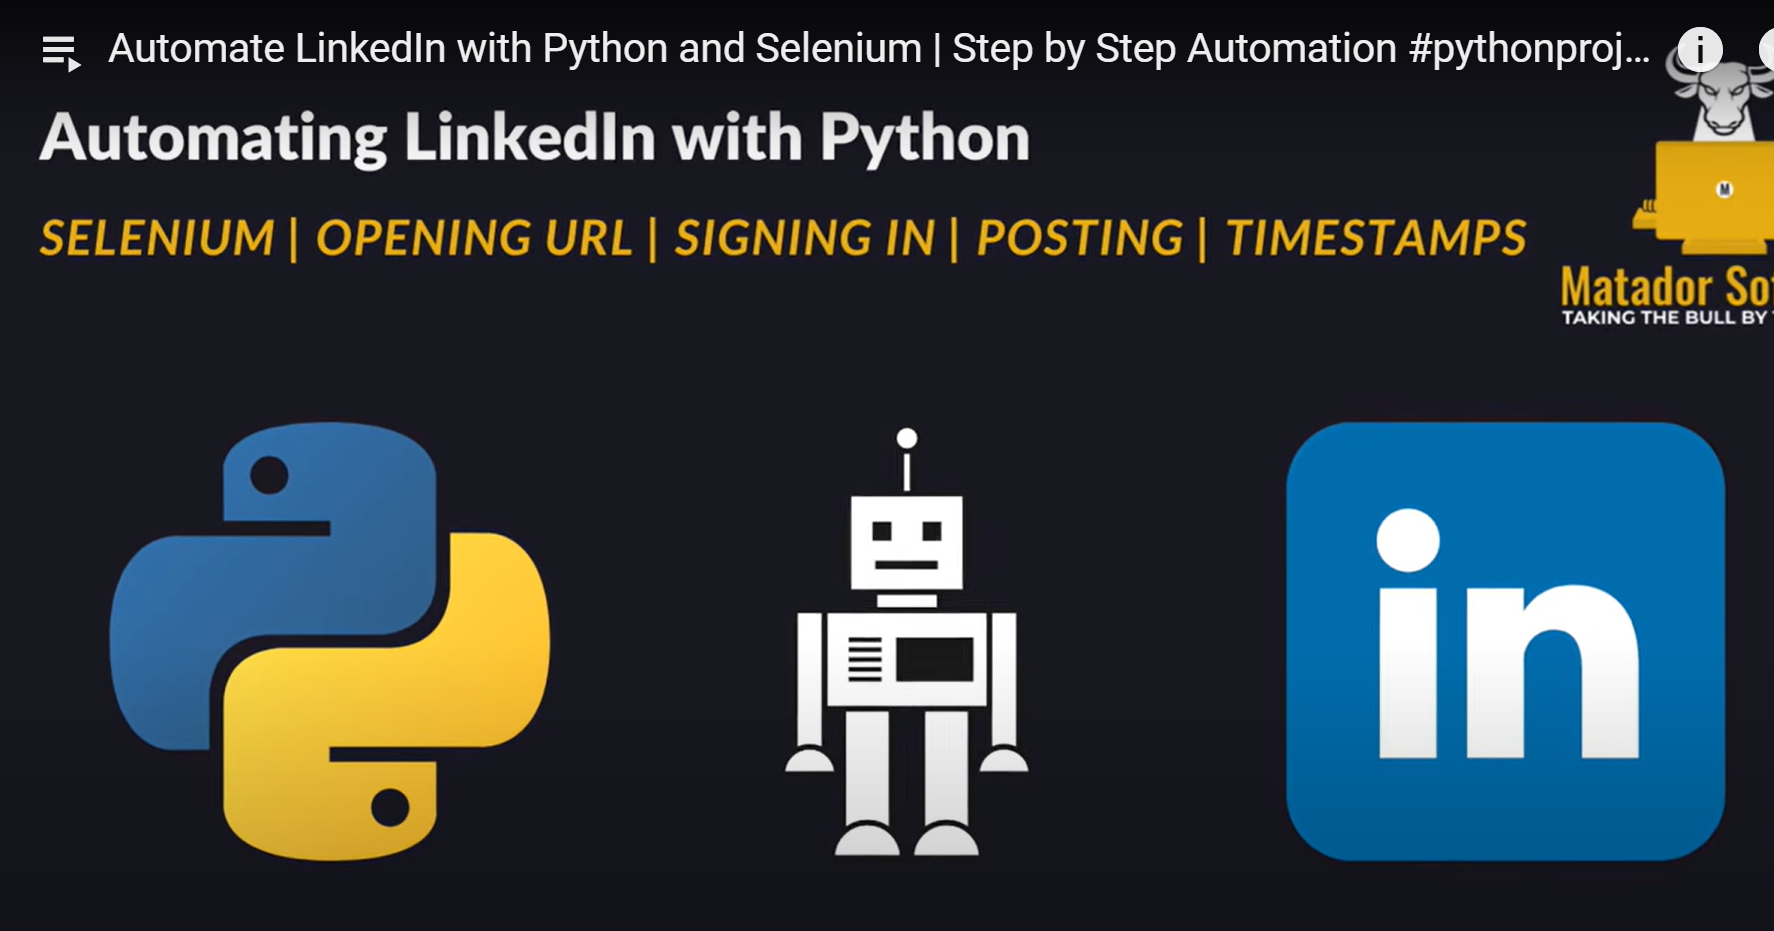 Automate LinkedIn with Python and Selenium | Step by Step Automation #pythonproj...
Automating LinkedIn with Python
SELENIUM | OPENING URL | SIGNING IN | POSTING | TIMESTAMPS
M
Matador
TAKING THE BULL BY
in